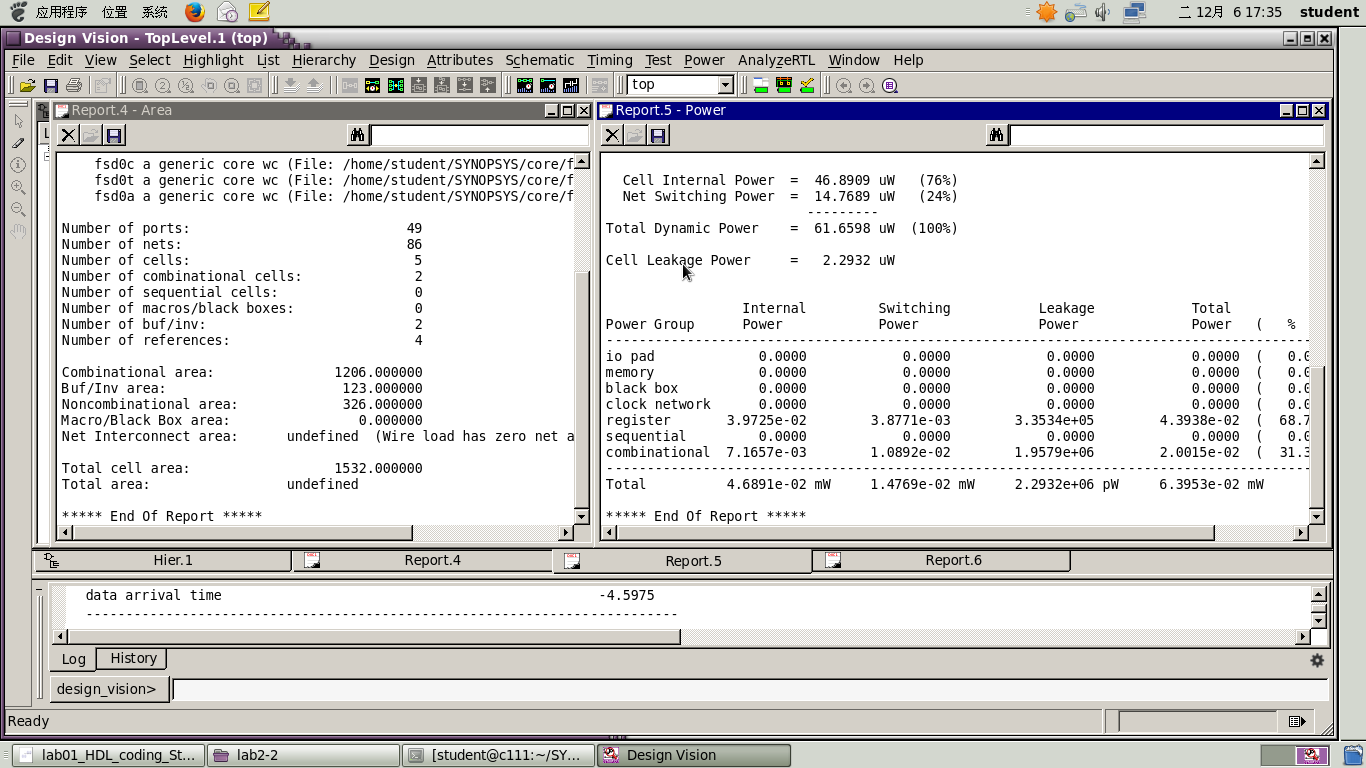 应用程序 位置 系统 二 12月 6 17:35 student
Design Vision - TopLevel.1 (top)
File Edit View Select Highlight List Hierarchy Design Attributes Schematic Timing Test Power AnalyzeRTL Window Help
top
Report.4 - Area
fsd0c a generic core wc (File: /home/student/SYNOPSYS/core/f
fsd0t a generic core wc (File: /home/student/SYNOPSYS/core/f
fsd0a a generic core wc (File: /home/student/SYNOPSYS/core/f
Number of ports: 49
Number of nets: 86
Number of cells: 5
Number of combinational cells: 2
Number of sequential cells: 0
Number of macros/black boxes: 0
Number of buf/inv: 2
Number of references: 4
Combinational area: 1206.000000
Buf/Inv area: 123.000000
Noncombinational area: 326.000000
Macro/Black Box area: 0.000000
Net Interconnect area: undefined (Wire load has zero net a
Total cell area: 1532.000000
Total area: undefined
***** End Of Report *****
Report.5 - Power
Cell Internal Power = 46.8909 uW (76%)
Net Switching Power = 14.7689 uW (24%)
---------
Total Dynamic Power = 61.6598 uW (100%)
Cell Leakage Power = 2.2932 uW
Internal Switching Leakage Total
Power Group Power Power Power Power ( %
io pad 0.0000 0.0000 0.0000 0.0000 ( 0.0
memory 0.0000 0.0000 0.0000 0.0000 ( 0.0
black box 0.0000 0.0000 0.0000 0.0000 ( 0.0
clock network 0.0000 0.0000 0.0000 0.0000 ( 0.0
register 3.9725e-02 3.8771e-03 3.3534e+05 4.3938e-02 ( 68.7
sequential 0.0000 0.0000 0.0000 0.0000 ( 0.0
combinational 7.1657e-03 1.0892e-02 1.9579e+06 2.0015e-02 ( 31.3
Total 4.6891e-02 mW 1.4769e-02 mW 2.2932e+06 pW 6.3953e-02 mW
***** End Of Report *****
Hier.1 Report.4 Report.5 Report.6
data arrival time -4.5975
Log History
design_vision>
Ready
lab01_HDL_coding_St... lab2-2 [student@c111:~/SY... Design Vision